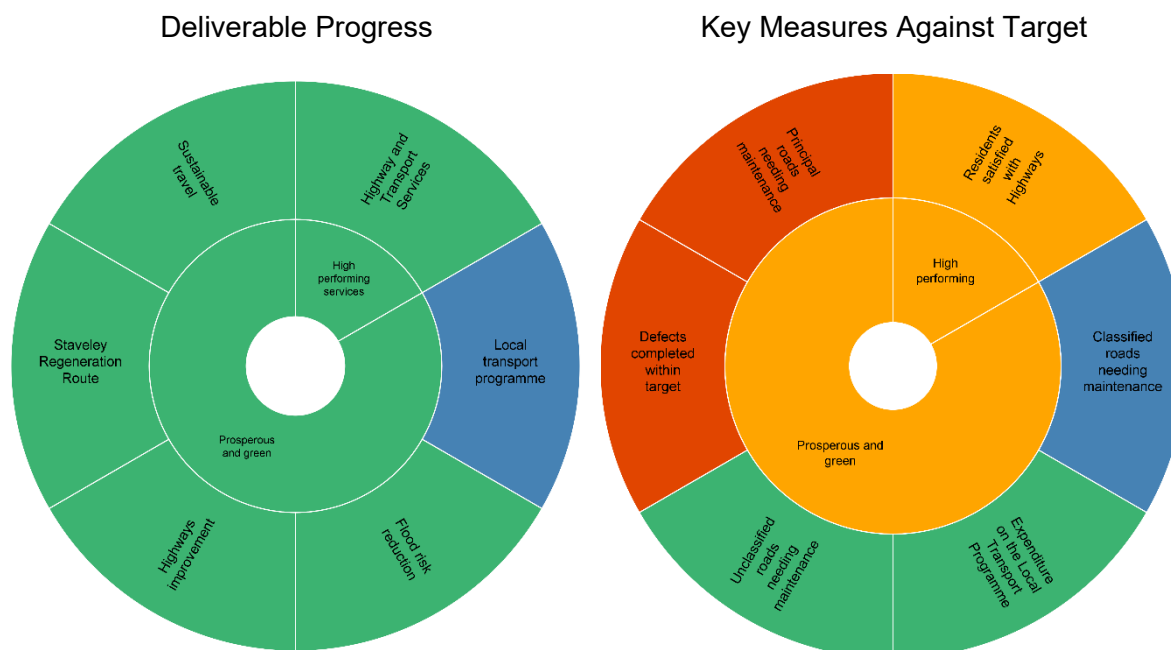 Deliverable Progress
Key Measures Against Target
Sustainable
travel
Highway and
Transport
Services
High
performing
services
Local
transport
programme
Staveley
Regeneration
Route
Prosperous
and green
Highways
improvement
Flood risk
reduction
Principal
roads
needing
maintenance
Residents
satisfied
with
Highways
High
performing
Classified
roads
needing
maintenance
Defects
completed
within
target
Prosperous and
green
Unclassified
roads
needing
maintenance
Expenditure
on the Local
Transport
Programme